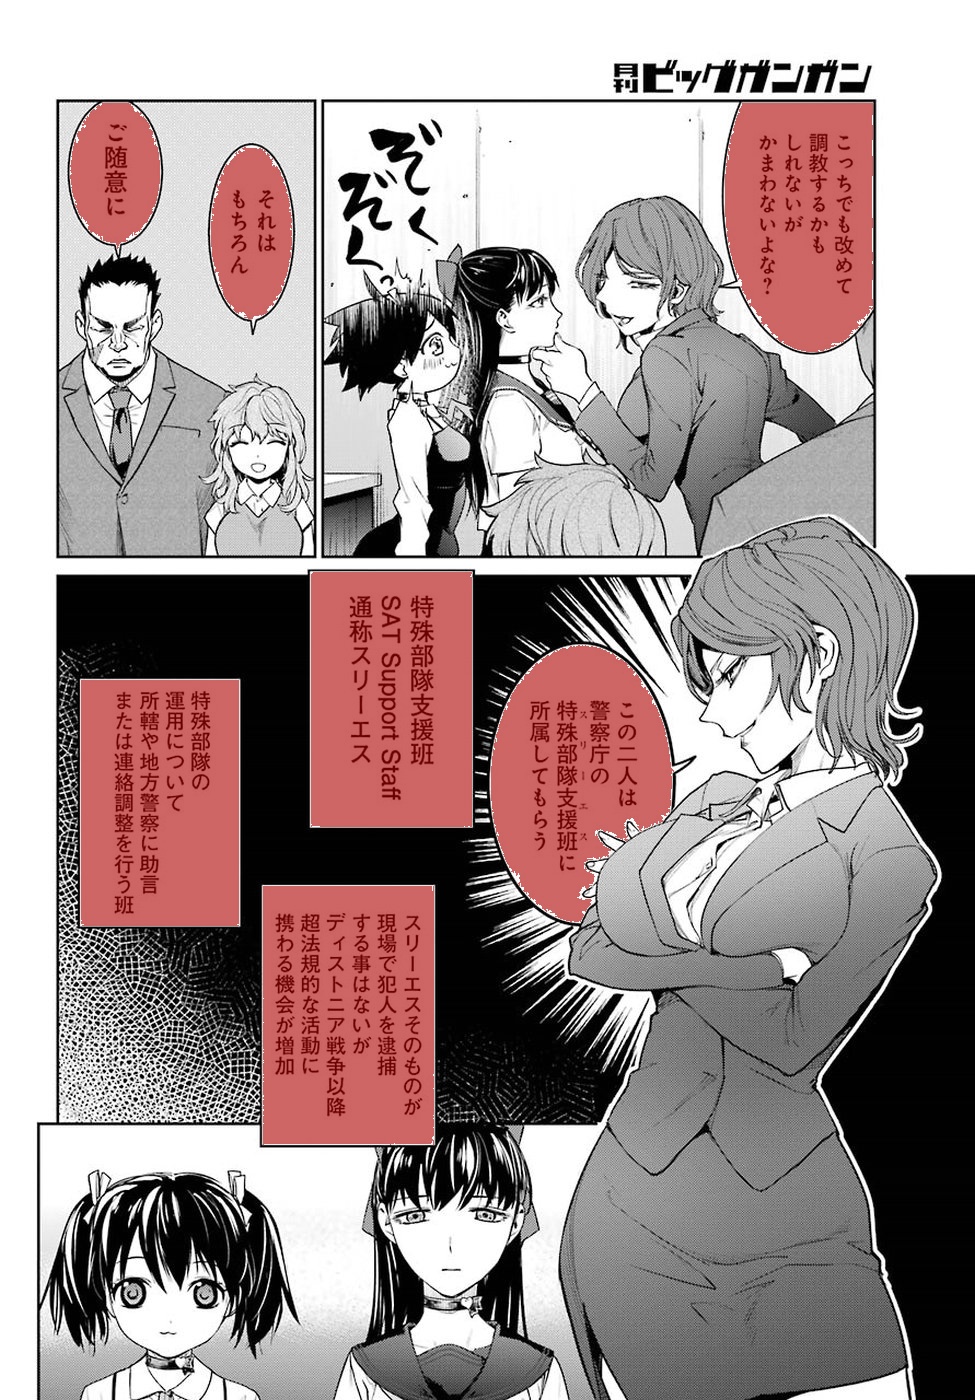 月刊ビッグガンガン
こっちでも改めて
調教するかも
しれないが
かまわないよな？
ぞくぞく
それは
もちろん
ご随意に
この二人は
警察庁の
特殊部隊支援班に
スリーエス
所属してもらう
特殊部隊支援班
SAT Support Staff
通称スリーエス
特殊部隊の
運用について
所轄や地方警察に助言
または連絡調整を行う班
スリーエスそのものが
現場で犯人を逮捕
する事はないが
ディストニア戦争以降
超法規的な活動に
携わる機会が増加